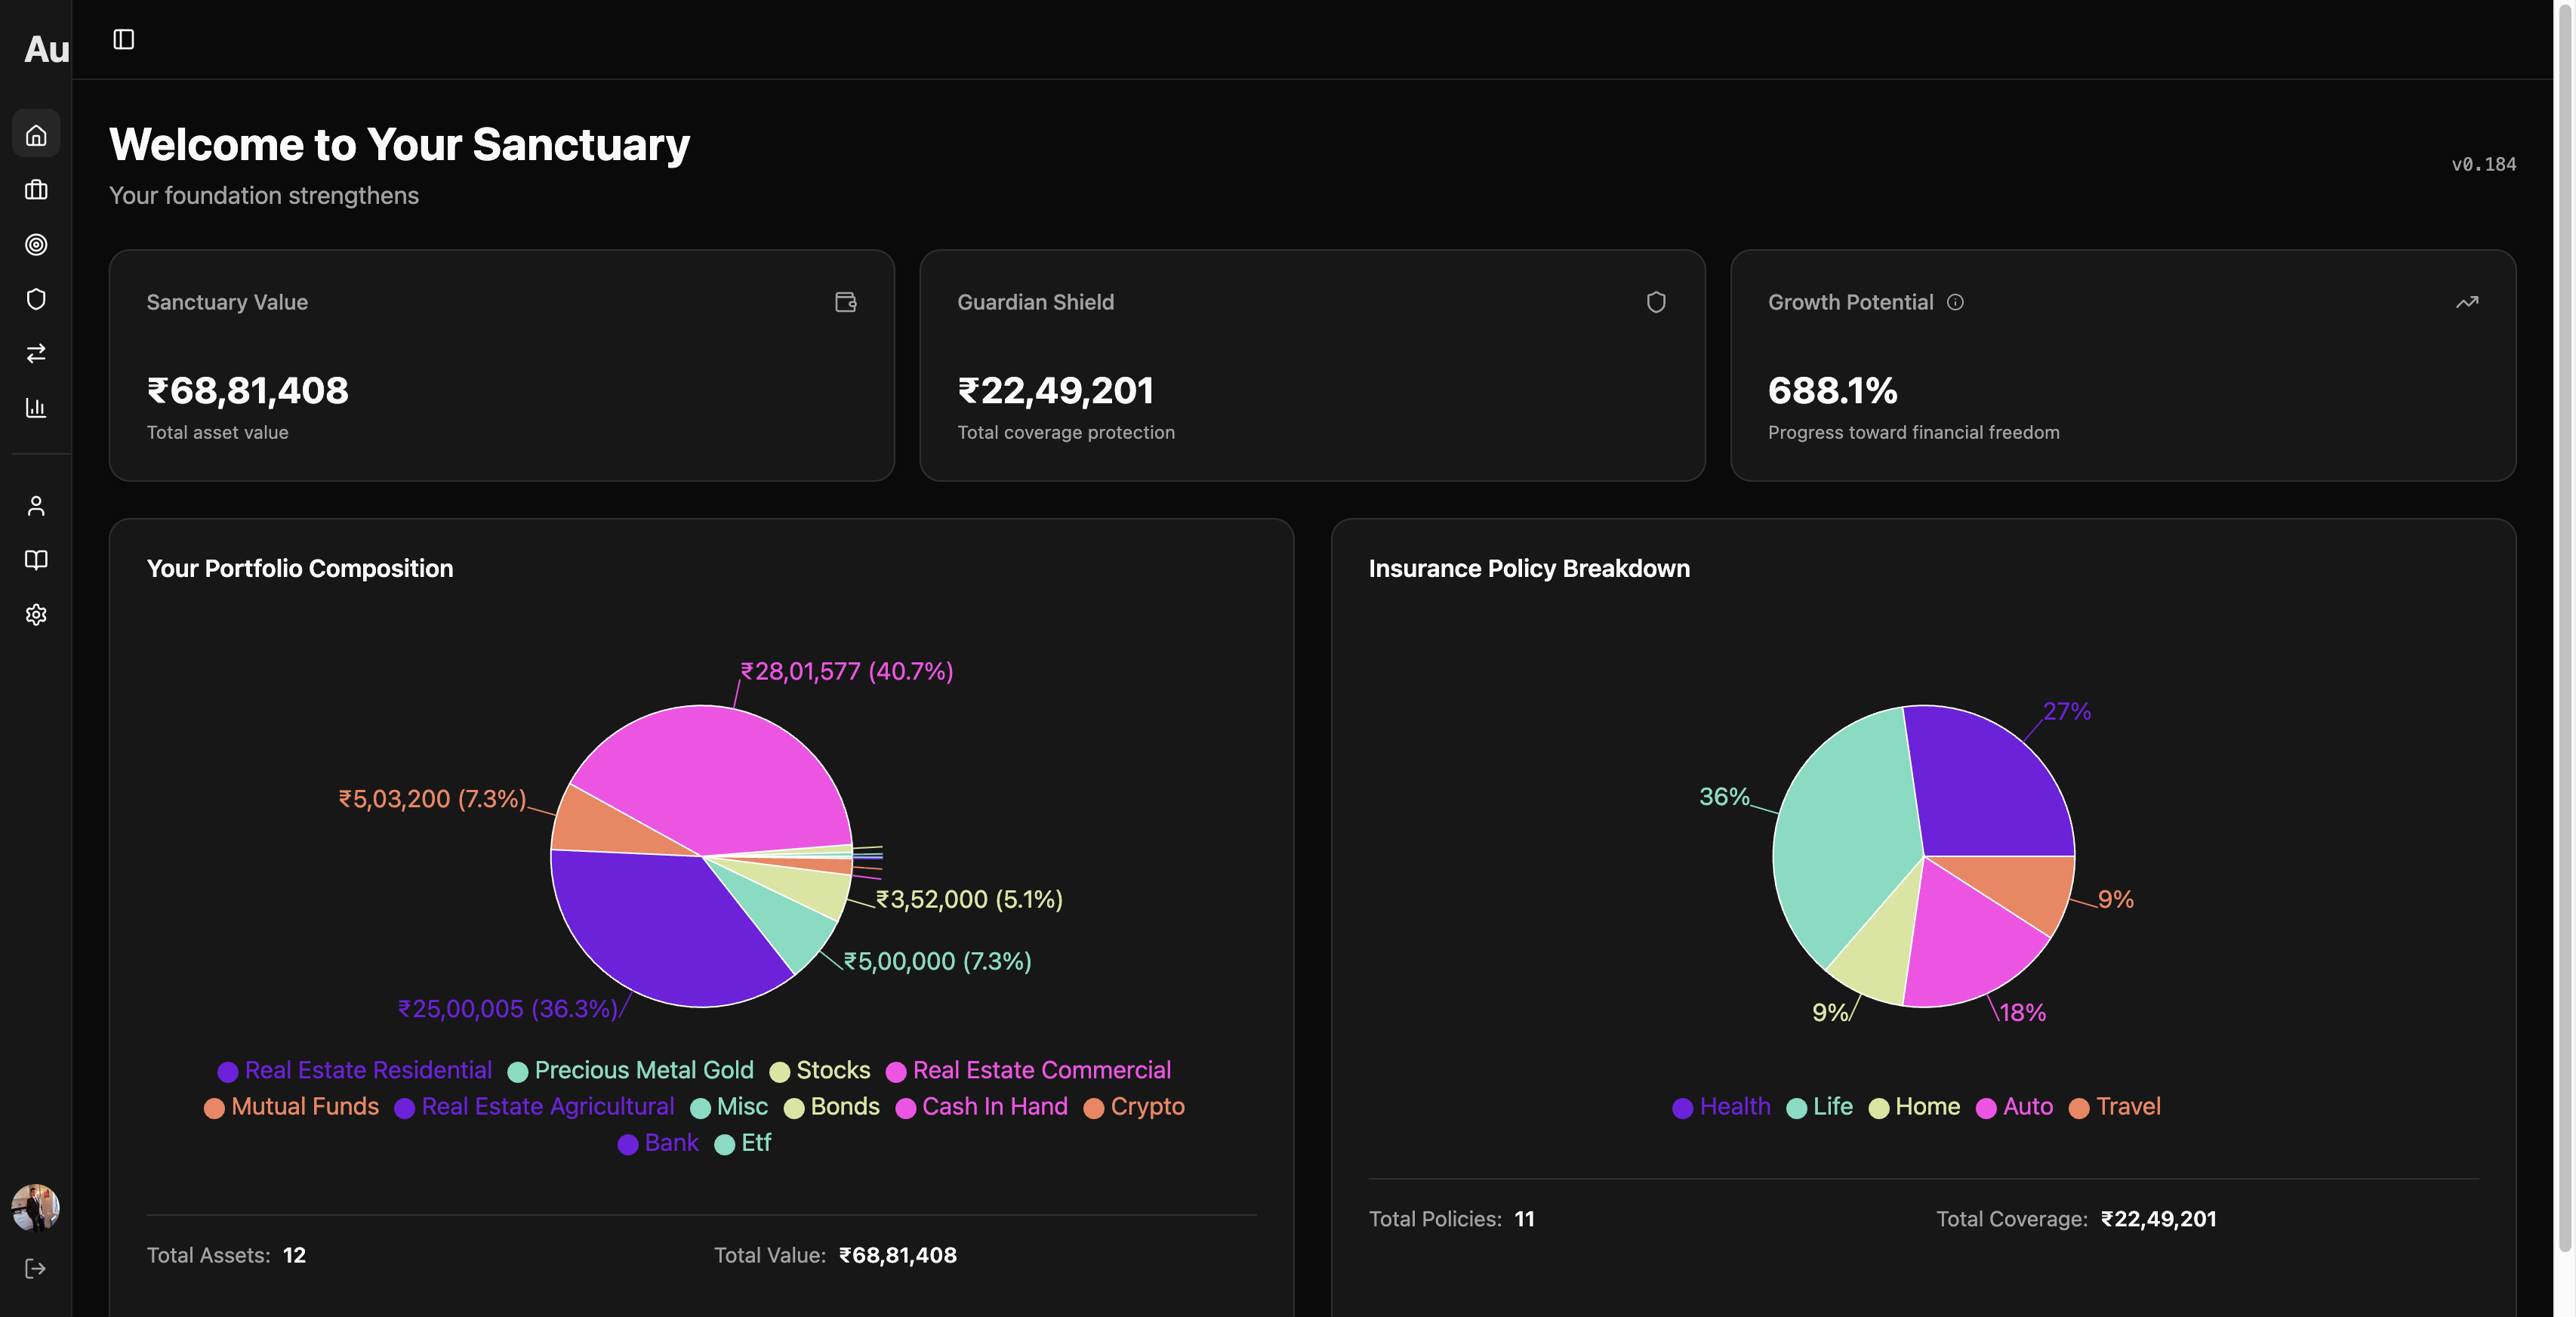 Au
Welcome to Your Sanctuary
Your foundation strengthens
v0.184
Sanctuary Value
₹68,81,408
Total asset value
Guardian Shield
₹22,49,201
Total coverage protection
Growth Potential
688.1%
Progress toward financial freedom
Your Portfolio Composition
₹28,01,577 (40.7%)
₹5,03,200 (7.3%)
₹3,52,000 (5.1%)
₹5,00,000 (7.3%)
₹25,00,005 (36.3%)
Real Estate Residential Precious Metal Gold Stocks Real Estate Commercial
Mutual Funds Real Estate Agricultural Misc Bonds Cash In Hand Crypto
Bank Etf
Total Assets: 12 Total Value: ₹68,81,408
Insurance Policy Breakdown
27%
36%
9%
9%
18%
Health Life Home Auto Travel
Total Policies: 11 Total Coverage: ₹22,49,201